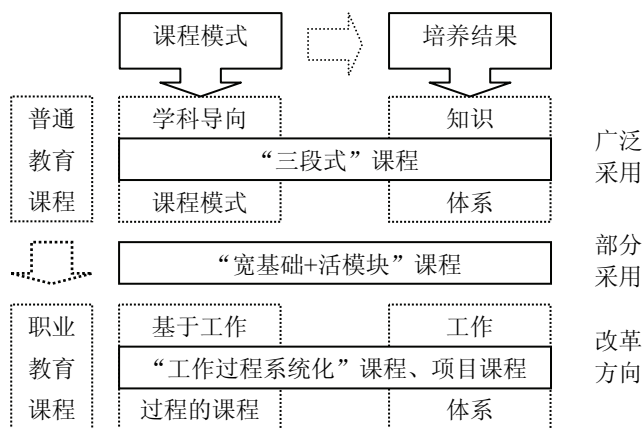 课程模式
培养结果
普通
教育
课程
学科导向
知识
“三段式”课程
课程模式
体系
广泛
采用
“宽基础+活模块”课程
部分
采用
职业
教育
课程
基于工作
工作
“工作过程系统化”课程、项目课程
过程的课程
体系
改革
方向